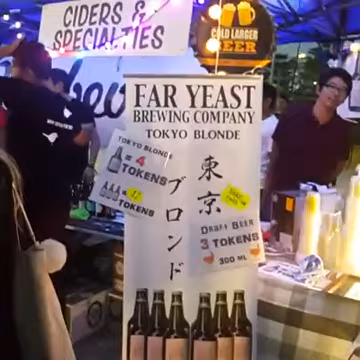 CIDERS &
SPECIALTIES
COLD LARGER
BEER
FAR YEAST
BREWING COMPANY
TOKYO BLONDE
TOKYO BLONDE
= 4
TOKENS
= 12
TOKENS
東京
ブロンド
DRAFT BEER
3 TOKENS
300 ML